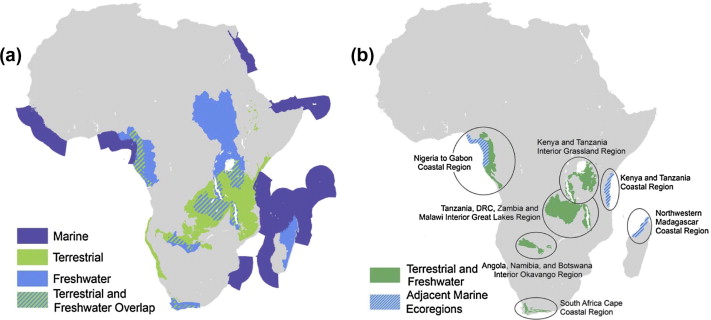 (a)
Marine
Terrestrial
Freshwater
Terrestrial and
Freshwater Overlap
(b)
Kenya and Tanzania
Interior Grassland Region
Nigeria to Gabon
Coastal Region
Kenya and Tanzania
Coastal Region
Tanzania, DRC, Zambia and
Malawi Interior Great Lakes Region
Northwestern
Madagascar
Coastal Region
Angola, Namibia, and Botswana
Interior Okavango Region
Terrestrial and
Freshwater
Adjacent Marine
Ecoregions
South Africa Cape
Coastal Region